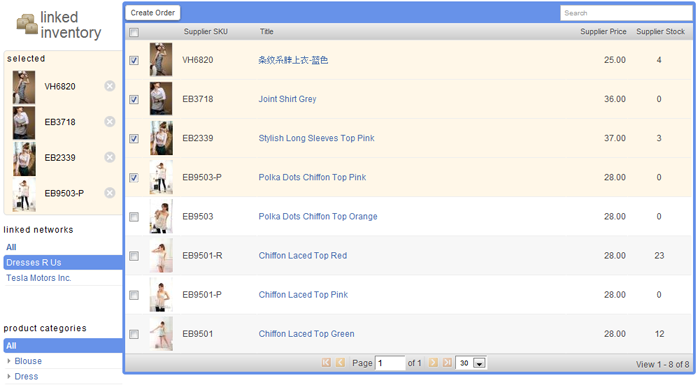 linked
inventory
selected
VH6820
EB3718
EB2339
EB9503-P
linked networks
All
Dresses R Us
Tesla Motors Inc.
product categories
All
Blouse
Dress
Create Order Search
Supplier SKU Title Supplier Price Supplier Stock
VH6820 条纹系脖上衣-蓝色 25.00 4
EB3718 Joint Shirt Grey 36.00 0
EB2339 Stylish Long Sleeves Top Pink 37.00 3
EB9503-P Polka Dots Chiffon Top Pink 28.00 0
EB9503 Polka Dots Chiffon Top Orange 28.00 0
EB9501-R Chiffon Laced Top Red 28.00 23
EB9501-P Chiffon Laced Top Pink 28.00 0
EB9501 Chiffon Laced Top Green 28.00 12
Page 1 of 1 30 View 1 - 8 of 8